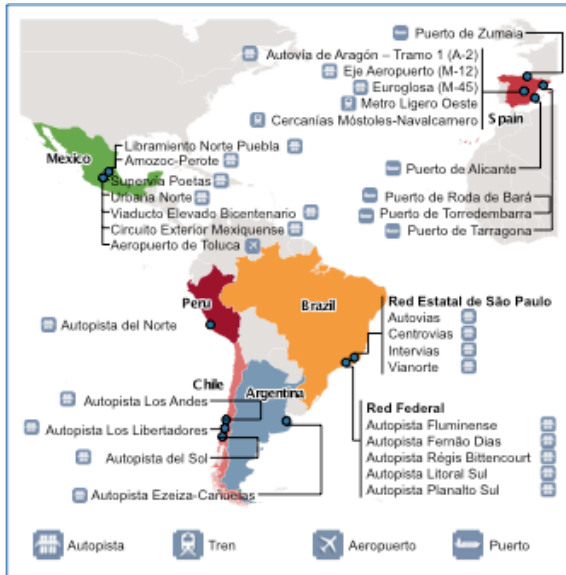 Puerto de Zumaia
Autovía de Aragón – Tramo 1 (A-2)
Eje Aeropuerto (M-12)
Euroglosa (M-45)
Metro Ligero Oeste
Cercanías Móstoles-Navalcarnero
Spain
Puerto de Alicante
Puerto de Roda de Bará
Puerto de Torredembarra
Puerto de Tarragona
Mexico
Libramiento Norte Puebla
Amozoc-Perote
Supervia Poetas
Urbana Norte
Viaducto Elevado Bicentenario
Circuito Exterior Mexiquense
Aeropuerto de Toluca
Peru
Autopista del Norte
Brazil
Red Estatal de São Paulo
Autovias
Centrovias
Intervias
Vianorte
Red Federal
Autopista Fluminense
Autopista Fernão Dias
Autopista Régis Bittencourt
Autopista Litoral Sul
Autopista Planalto Sul
Chile
Argentina
Autopista Los Andes
Autopista Los Libertadores
Autopista del Sol
Autopista Ezeiza-Cañuelas
Autopista
Tren
Aeropuerto
Puerto